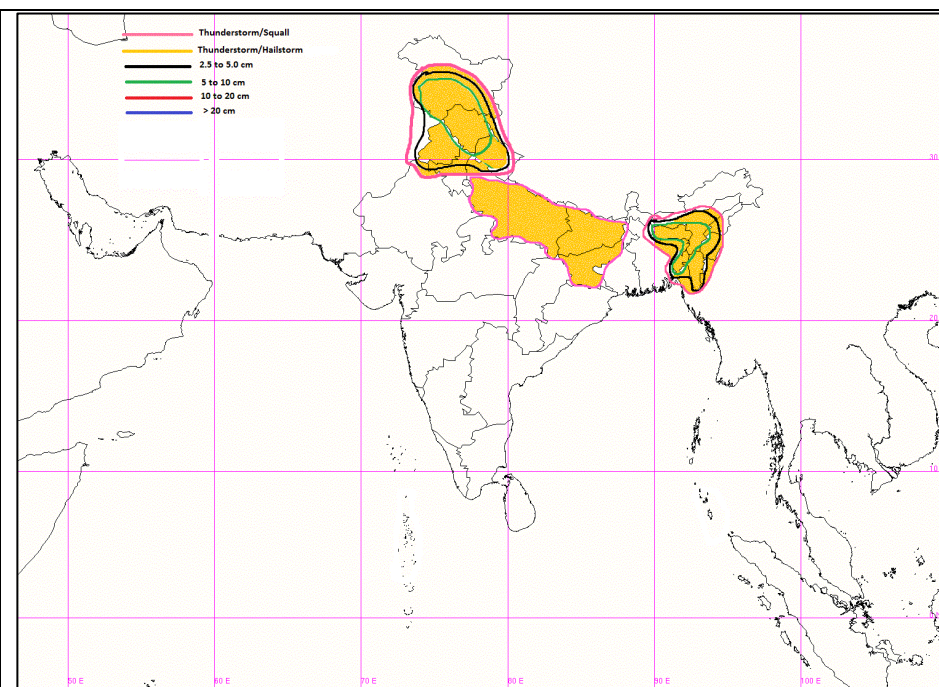 Thunderstorm/Squall
Thunderstorm/Hailstorm
2.5 to 5.0 cm
5 to 10 cm
10 to 20 cm
> 20 cm
30
20
10
50 E
60 E
70 E
80 E
90 E
100 E